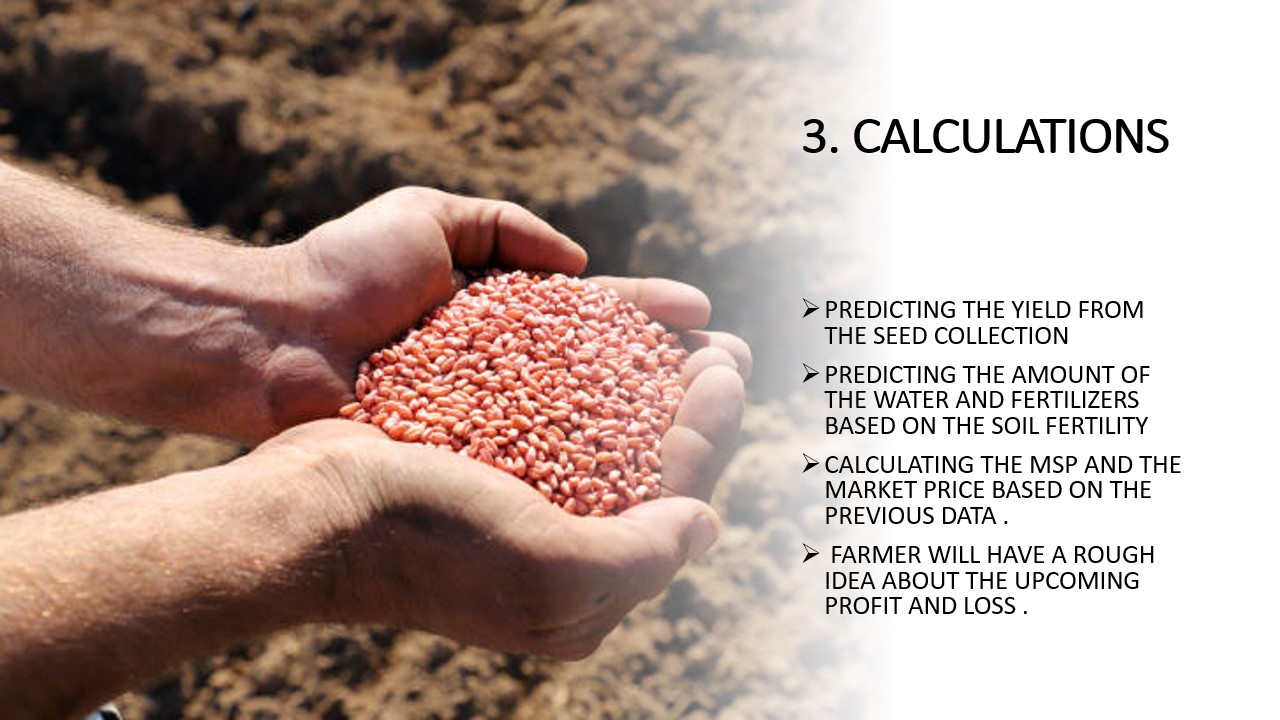 3. CALCULATIONS
➢ PREDICTING THE YIELD FROM
THE SEED COLLECTION
➢ PREDICTING THE AMOUNT OF
THE WATER AND FERTILIZERS
BASED ON THE SOIL FERTILITY
➢ CALCULATING THE MSP AND THE
MARKET PRICE BASED ON THE
PREVIOUS DATA .
➢ FARMER WILL HAVE A ROUGH
IDEA ABOUT THE UPCOMING
PROFIT AND LOSS .